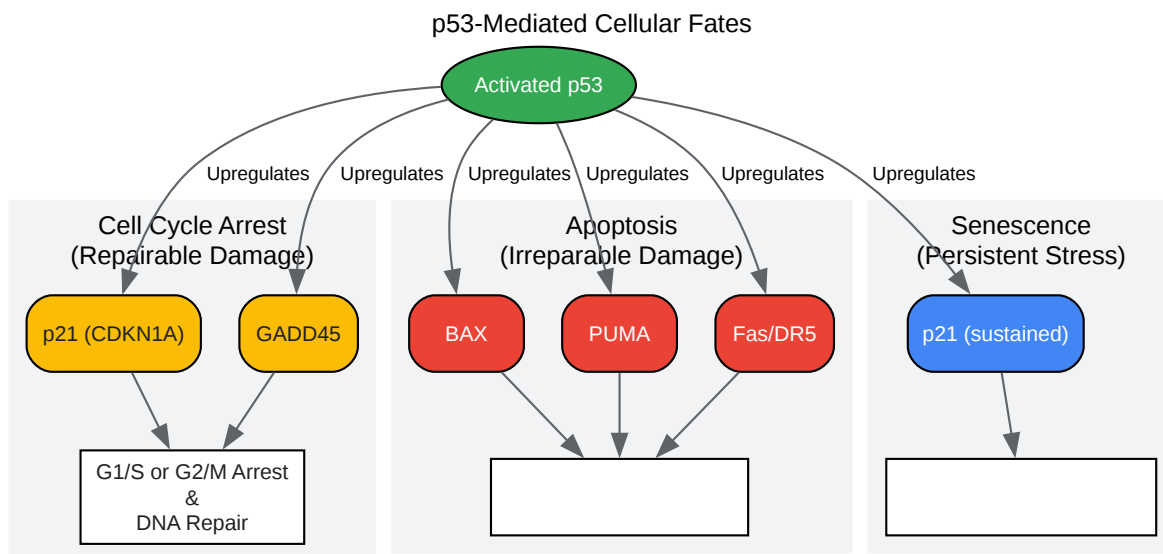 p53-Mediated Cellular Fates
Activated p53
Upregulates
Upregulates
Upregulates
Upregulates
Upregulates
Upregulates
Cell Cycle Arrest
(Repairable Damage)
Apoptosis
(Irreparable Damage)
Senescence
(Persistent Stress)
p21 (CDKN1A)
GADD45
BAX
PUMA
Fas/DR5
p21 (sustained)
G1/S or G2/M Arrest
&
DNA Repair